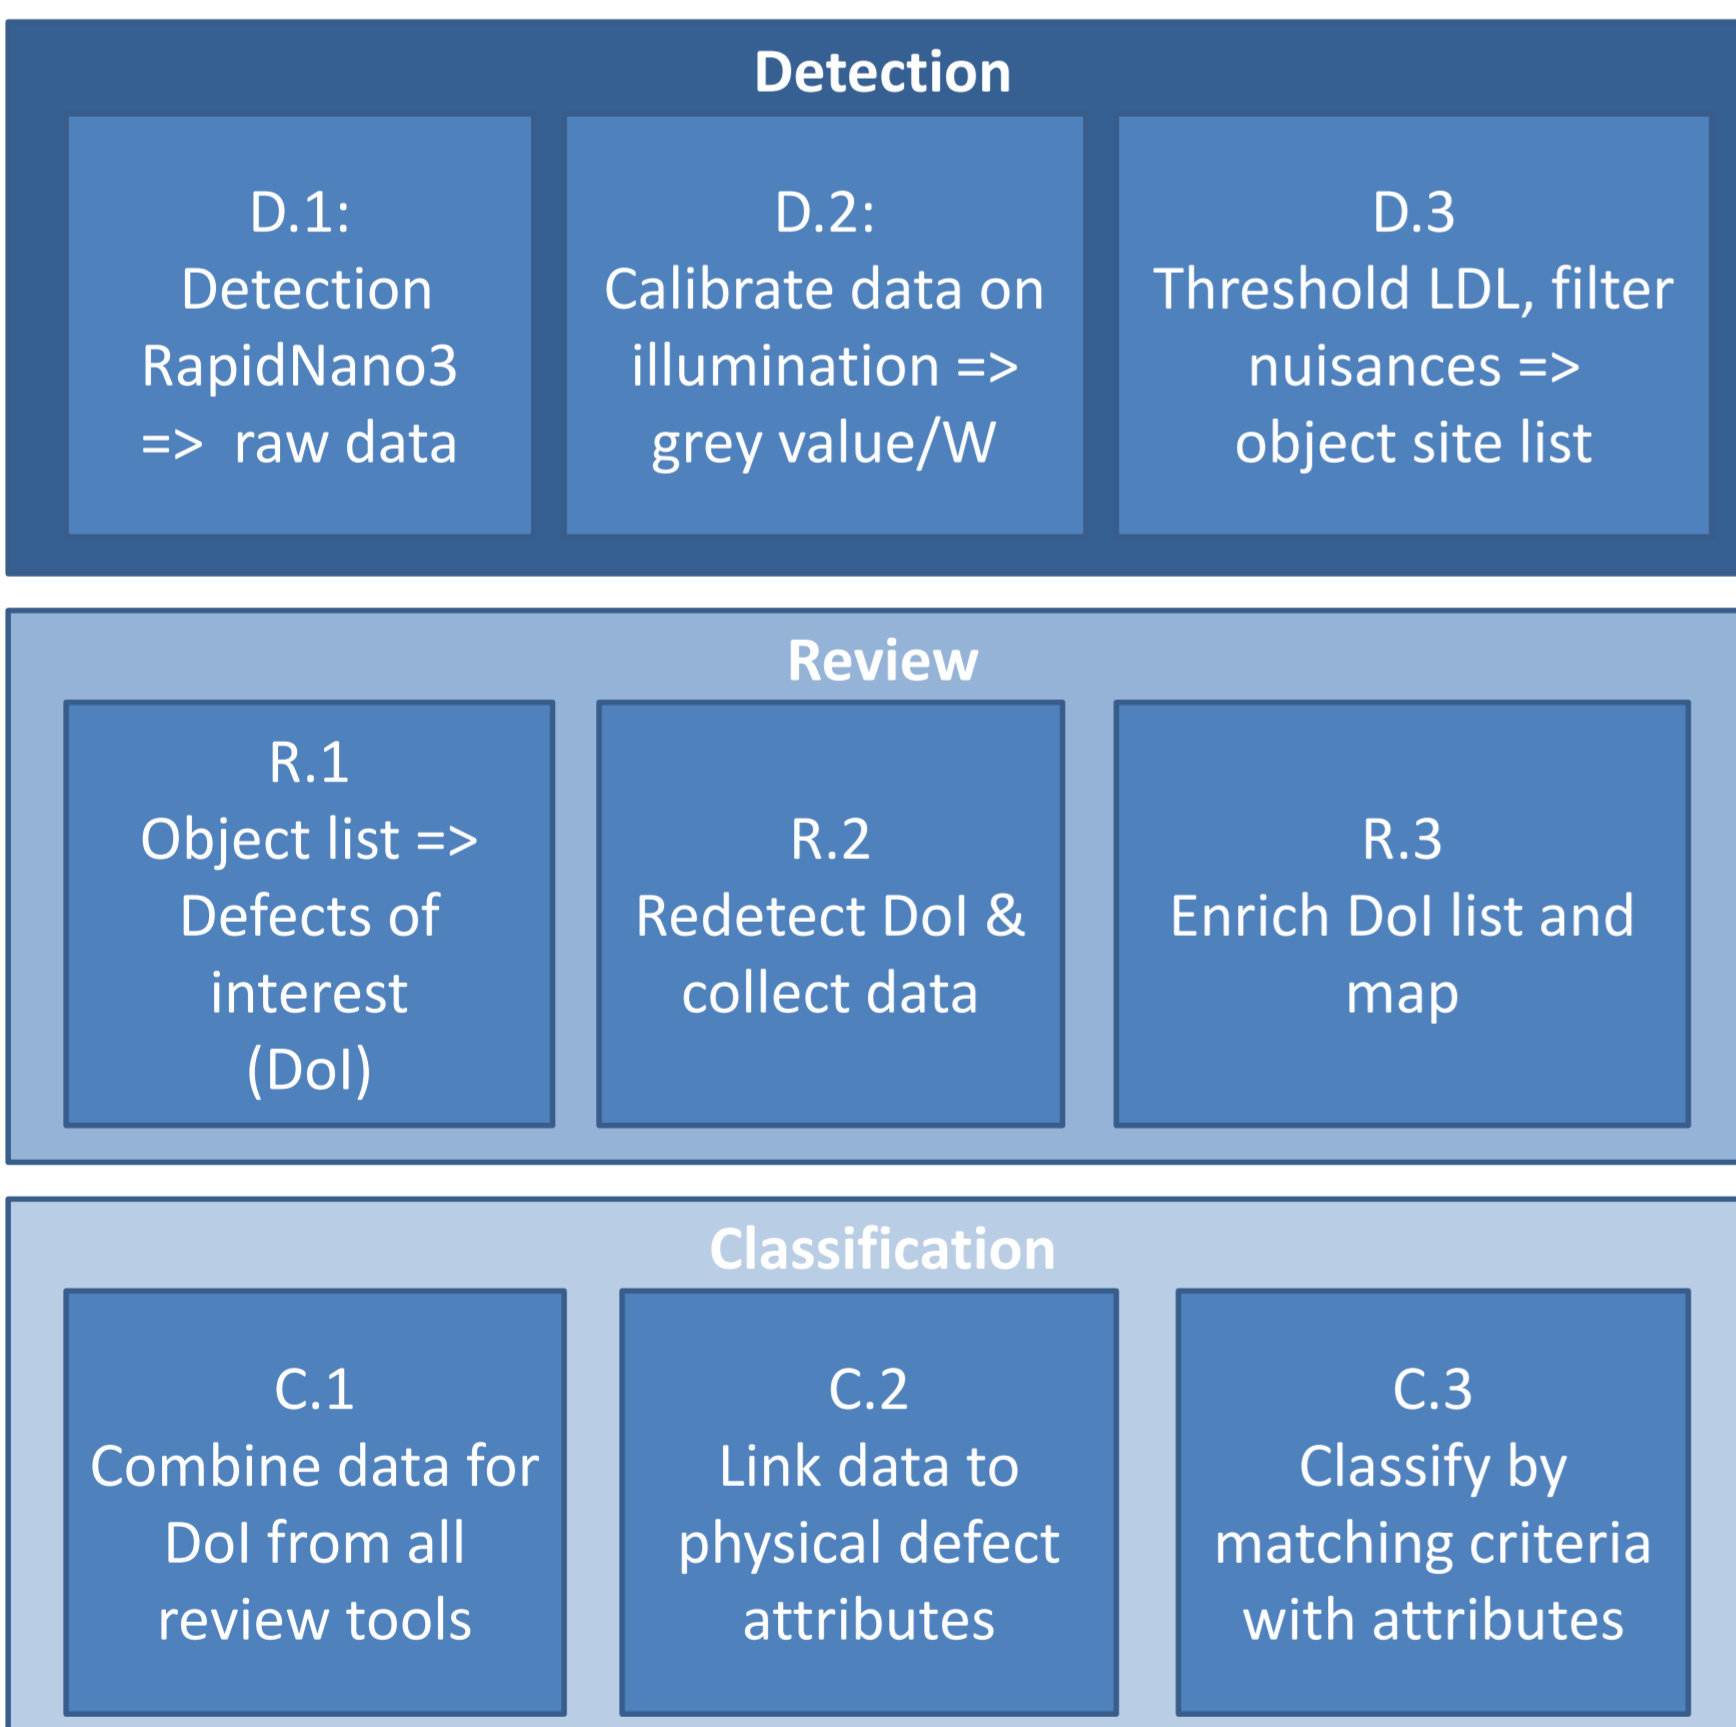 Detection
D.1:
Detection
RapidNano3
=> raw data
D.2:
Calibrate data on
illumination =>
grey value/W
D.3
Threshold LDL, filter
nuisances =>
object site list
Review
R.1
Object list =>
Defects of
interest
(DoI)
R.2
Redetect DoI &
collect data
R.3
Enrich DoI list and
map
Classification
C.1
Combine data for
DoI from all
review tools
C.2
Link data to
physical defect
attributes
C.3
Classify by
matching criteria
with attributes